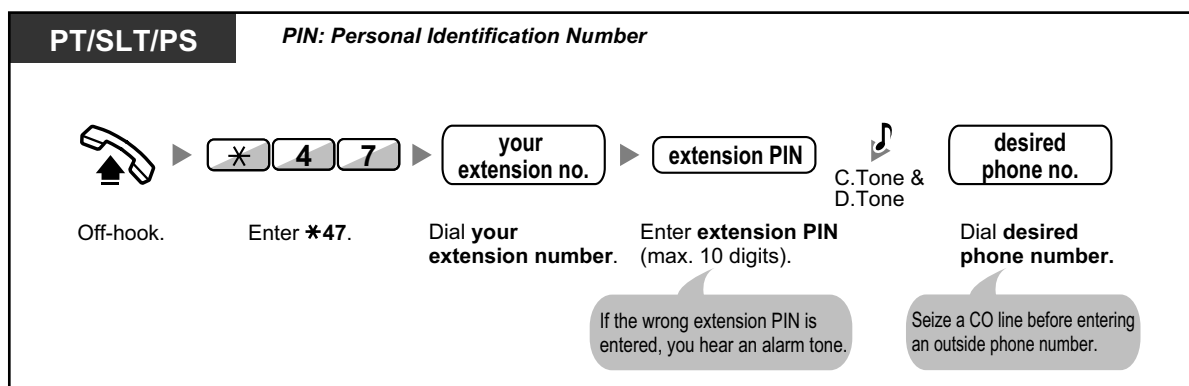 PT/SLT/PS
PIN: Personal Identification Number
✳ 4 7
your
extension no.
extension PIN
C.Tone &
D.Tone
desired
phone no.
Off-hook.
Enter ✳47.
Dial your
extension number.
Enter extension PIN
(max. 10 digits).
Dial desired
phone number.
If the wrong extension PIN is
entered, you hear an alarm tone.
Seize a CO line before entering
an outside phone number.